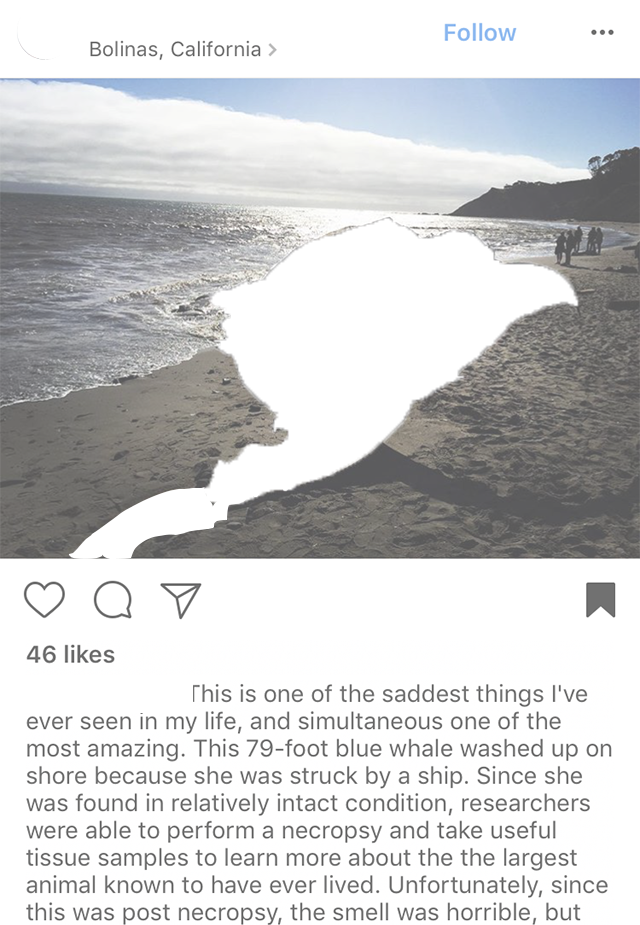 Bolinas, California
Follow
46 likes
This is one of the saddest things I've
ever seen in my life, and simultaneous one of the
most amazing. This 79-foot blue whale washed up on
shore because she was struck by a ship. Since she
was found in relatively intact condition, researchers
were able to perform a necropsy and take useful
tissue samples to learn more about the the largest
animal known to have ever lived. Unfortunately, since
this was post necropsy, the smell was horrible, but